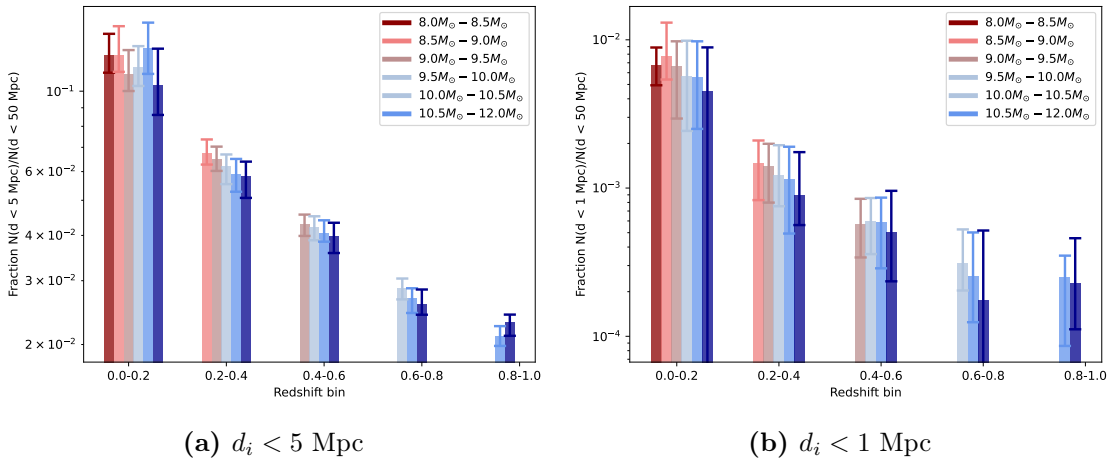 Fraction N(d < 5 Mpc)/N(d < 50 Mpc)
10⁻¹
6 × 10⁻²
4 × 10⁻²
3 × 10⁻²
2 × 10⁻²
8.0M⊙ − 8.5M⊙
8.5M⊙ − 9.0M⊙
9.0M⊙ − 9.5M⊙
9.5M⊙ − 10.0M⊙
10.0M⊙ − 10.5M⊙
10.5M⊙ − 12.0M⊙
0.0-0.2 0.2-0.4 0.4-0.6 0.6-0.8 0.8-1.0
Redshift bin
(a) dᵢ < 5 Mpc
Fraction N(d < 1 Mpc)/N(d < 50 Mpc)
10⁻²
10⁻³
10⁻⁴
8.0M⊙ − 8.5M⊙
8.5M⊙ − 9.0M⊙
9.0M⊙ − 9.5M⊙
9.5M⊙ − 10.0M⊙
10.0M⊙ − 10.5M⊙
10.5M⊙ − 12.0M⊙
0.0-0.2 0.2-0.4 0.4-0.6 0.6-0.8 0.8-1.0
Redshift bin
(b) dᵢ < 1 Mpc